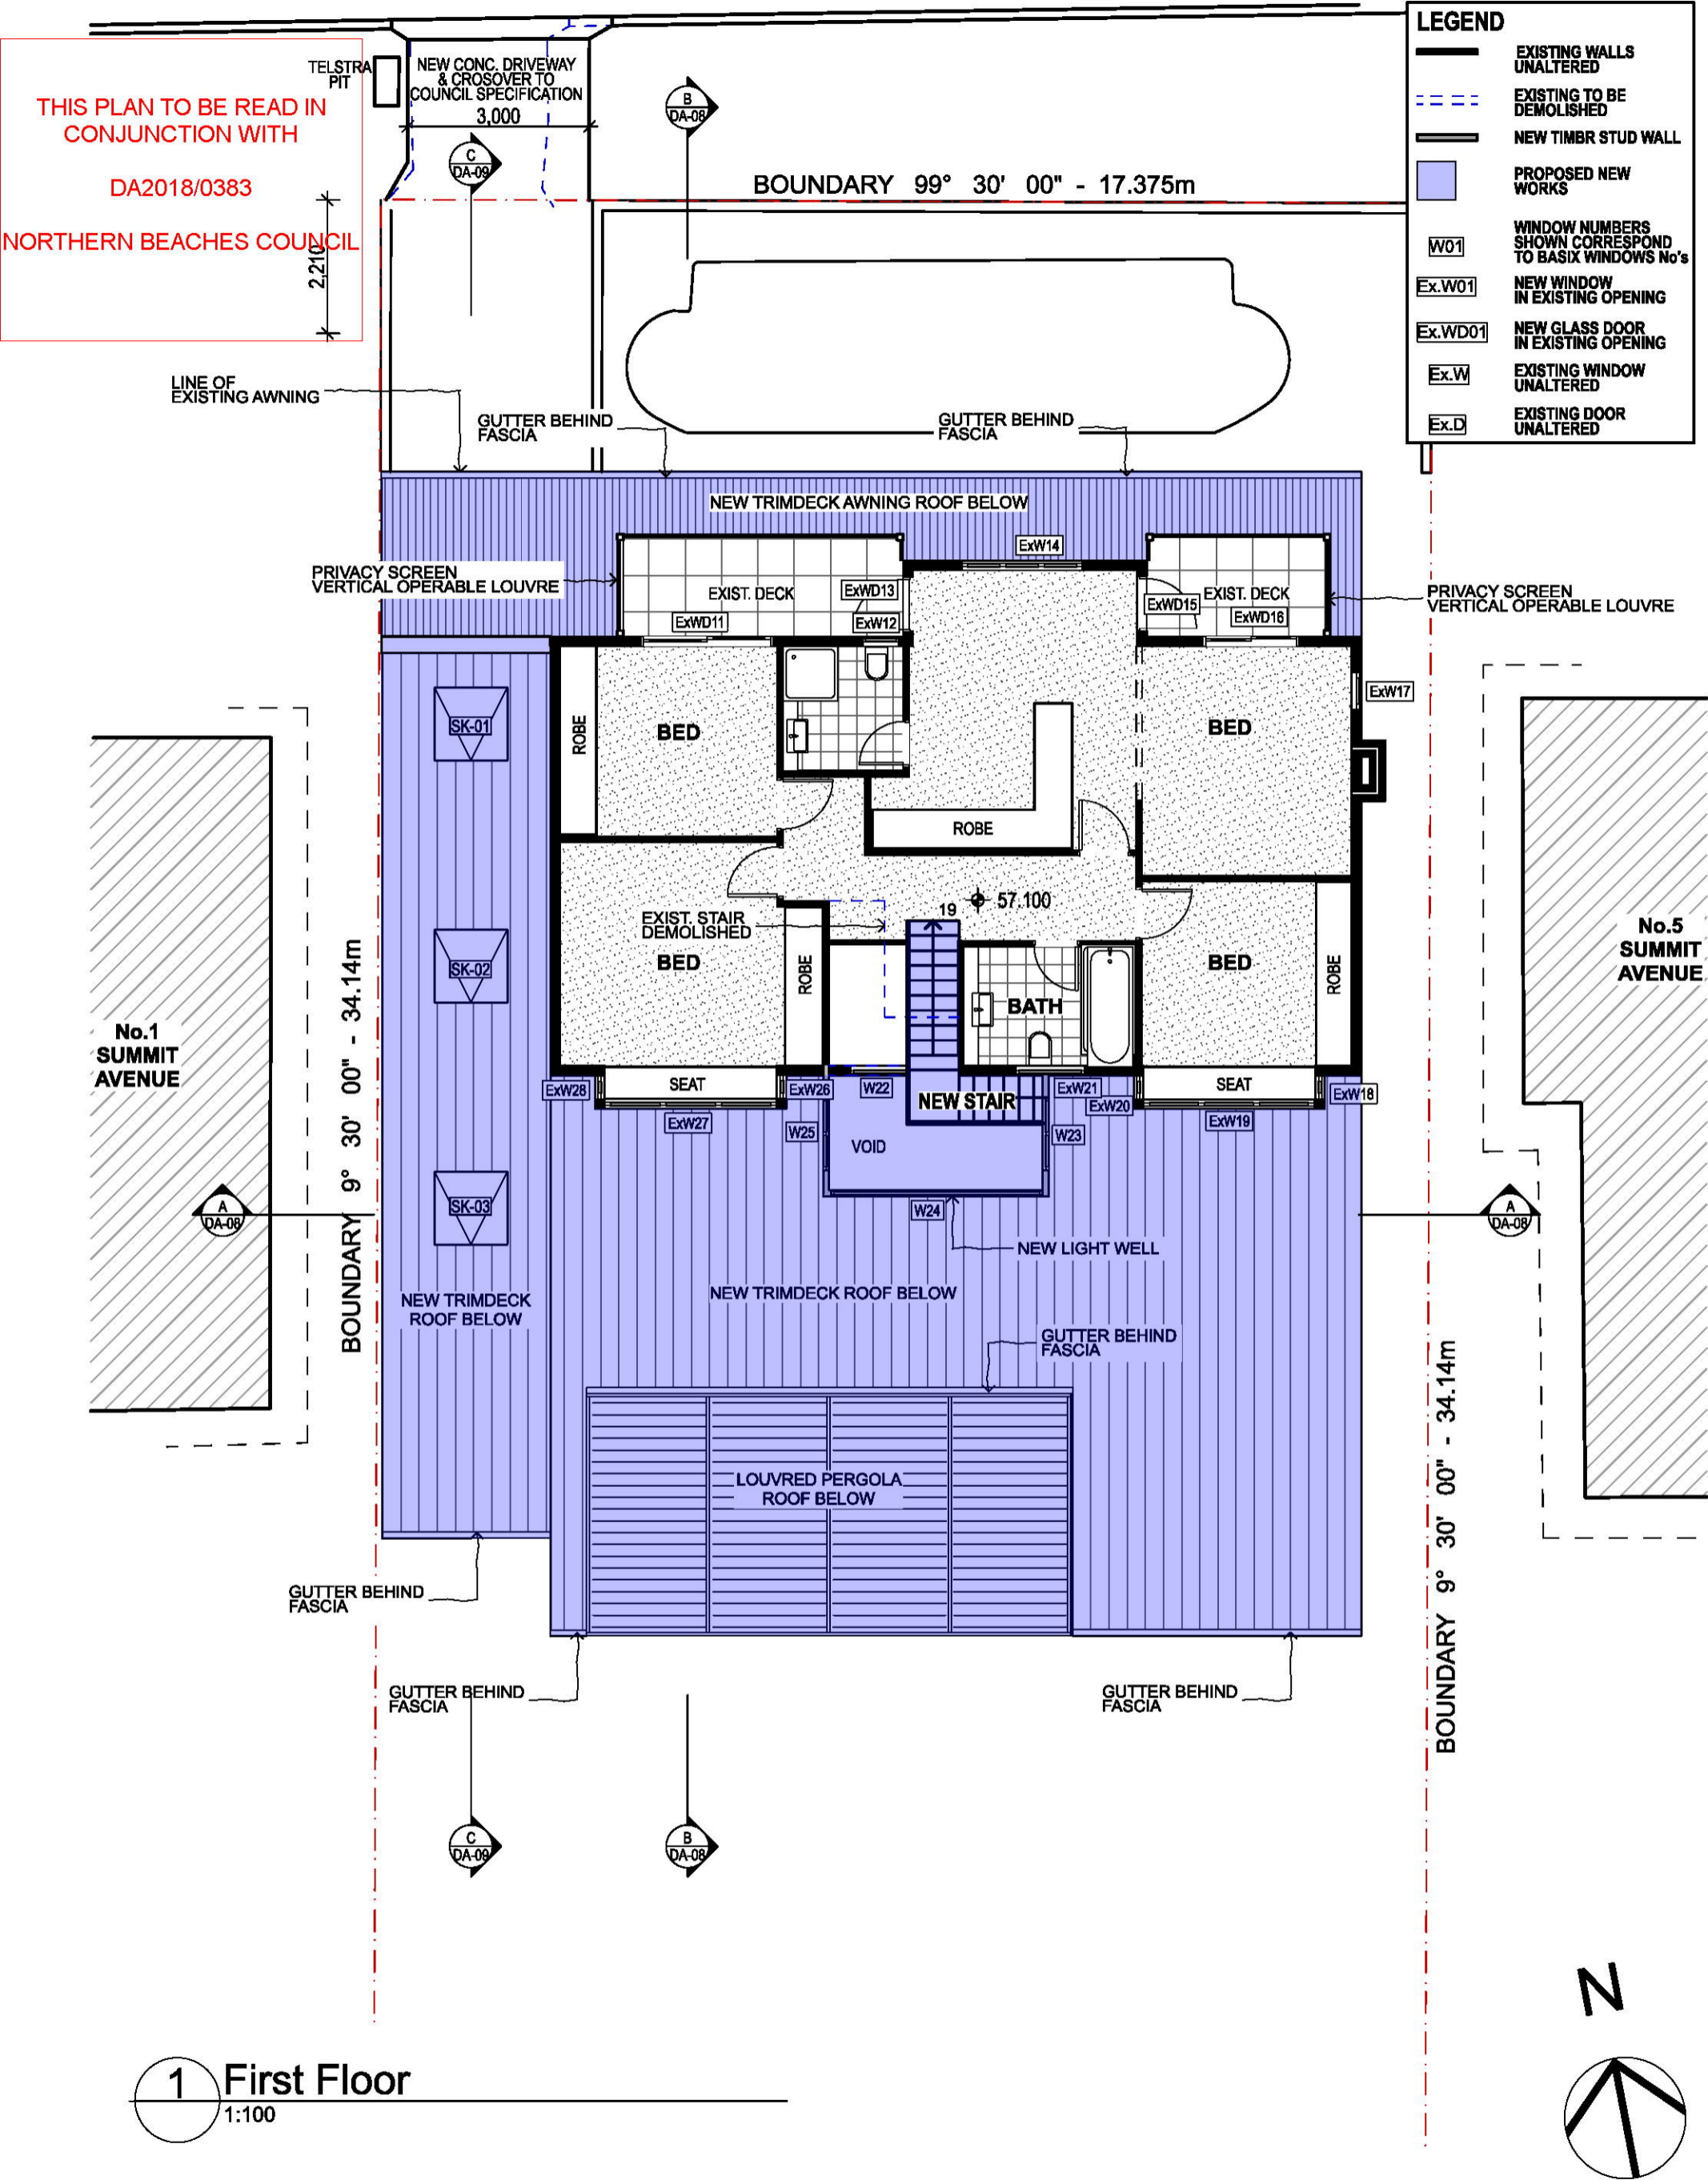 LEGEND
EXISTING WALLS
UNALTERED
EXISTING TO BE
DEMOLISHED
NEW TIMBR STUD WALL
PROPOSED NEW
WORKS
W01
WINDOW NUMBERS
SHOWN CORRESPOND
TO BASIX WINDOWS No's
Ex.W01
NEW WINDOW
IN EXISTING OPENING
Ex.WD01
NEW GLASS DOOR
IN EXISTING OPENING
Ex.W
EXISTING WINDOW
UNALTERED
Ex.D
EXISTING DOOR
UNALTERED
THIS PLAN TO BE READ IN
CONJUNCTION WITH
DA2018/0383
NORTHERN BEACHES COUNCIL
TELSTRA
PIT
NEW CONC. DRIVEWAY
& CROSOVER TO
COUNCIL SPECIFICATION
3,000
B
DA-08
C
DA-09
BOUNDARY 99° 30' 00" - 17.375m
2,210
LINE OF
EXISTING AWNING
GUTTER BEHIND
FASCIA
GUTTER BEHIND
FASCIA
NEW TRIMDECK AWNING ROOF BELOW
ExW14
PRIVACY SCREEN
VERTICAL OPERABLE LOUVRE
EXIST. DECK
ExWD13
ExWD11
ExW12
ExWD15
EXIST. DECK
ExWD16
PRIVACY SCREEN
VERTICAL OPERABLE LOUVRE
ExW17
SK-01
ROBE
BED
BED
ROBE
57.100
19
EXIST. STAIR
DEMOLISHED
SK-02
BED
ROBE
BATH
BED
ROBE
No.5
SUMMIT
AVENUE
No.1
SUMMIT
AVENUE
BOUNDARY 9° 30' 00" - 34.14m
ExW28
SEAT
ExW26
W22
NEW STAIR
ExW21
ExW20
SEAT
ExW18
ExW27
W25
VOID
W23
ExW19
SK-03
W24
A
DA-08
A
DA-08
NEW LIGHT WELL
NEW TRIMDECK
ROOF BELOW
NEW TRIMDECK ROOF BELOW
GUTTER BEHIND
FASCIA
LOUVRED PERGOLA
ROOF BELOW
BOUNDARY 9° 30' 00" - 34.14m
GUTTER BEHIND
FASCIA
GUTTER BEHIND
FASCIA
GUTTER BEHIND
FASCIA
C
DA-09
B
DA-08
N
1
First Floor
1:100